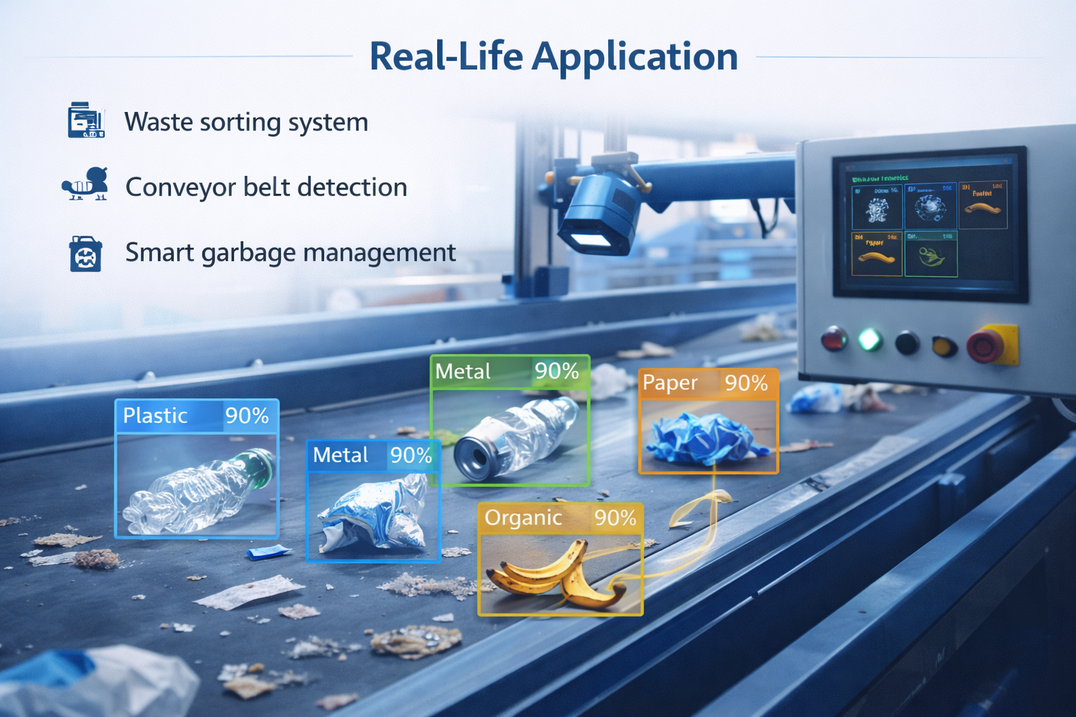 Real-Life Application
Waste sorting system
Conveyor belt detection
Smart garbage management
Metal 90%
Paper 90%
Plastic 90%
Metal 90%
Organic 90%